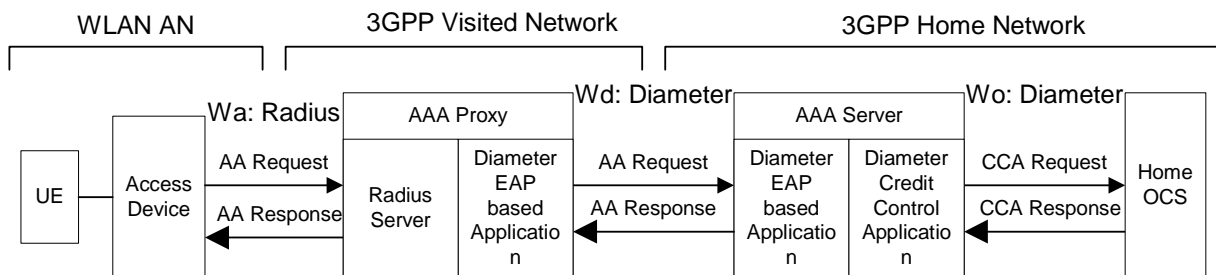 WLAN AN
3GPP Visited Network
3GPP Home Network
Wa: Radius
Wd: Diameter
Wo: Diameter
AAA Proxy
AAA Server
UE
Access
Device
AA Request
AA Response
Radius
Server
Diameter
EAP
based
Applicatio
n
AA Request
AA Response
Diameter
EAP
based
Applicatio
n
Diameter
Credit
Control
Applicatio
n
CCA Request
CCA Response
Home
OCS